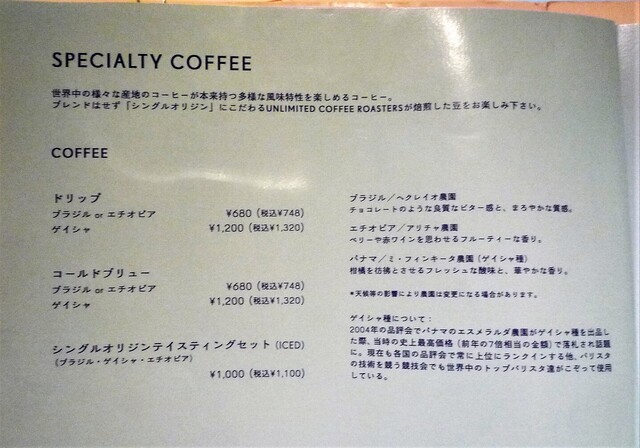 SPECIALTY COFFEE
世界中の様々な産地のコーヒーが本来持つ多様な風味特性を楽しめるコーヒー。
ブレンドはせず「シングルオリジン」にこだわるUNLIMITED COFFEE ROASTERSが焙煎した豆をお楽しみ下さい。
COFFEE
ドリップ
ブラジル or エチオピア ¥680（税込¥748）
ゲイシャ ¥1,200（税込¥1,320）
コールドブリュー
ブラジル or エチオピア ¥680（税込¥748）
ゲイシャ ¥1,200（税込¥1,320）
シングルオリジンテイスティングセット (ICED)
(ブラジル・ゲイシャ・エチオピア)
¥1,000（税込¥1,100）
ブラジル／ヘクレイオ農園
チョコレートのような良質なビター感と、まろやかな質感。
エチオピア／アリチャ農園
ベリーや赤ワインを思わせるフルーティーな香り。
パナマ／ミ・フィンキータ農園（ゲイシャ種）
柑橘を彷彿とさせるフレッシュな酸味と、華やかな香り。
*天候等の影響により農園は変更になる場合があります。
ゲイシャ種について：
2004年の品評会でパナマのエスメラルダ農園がゲイシャ種を出品し
た際、当時の史上最高価格（前年の7倍相当の金額）で落札され話題
に。現在も各国の品評会で常に上位にランクインする他、バリスタ
の技術を競う競技会でも世界中のトップバリスタ達がこぞって使用
している。